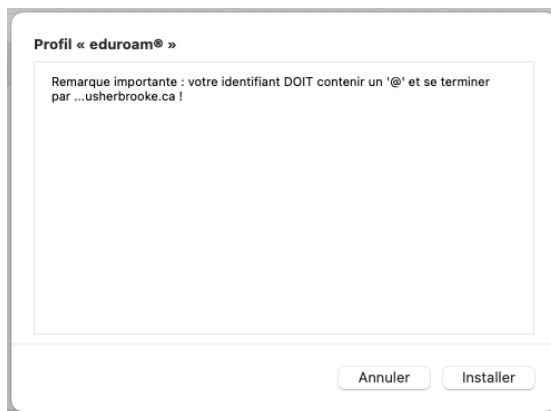 Profil « eduroam® »
Remarque importante : votre identifiant DOIT contenir un '@' et se terminer
par ...usherbrooke.ca !
Annuler
Installer